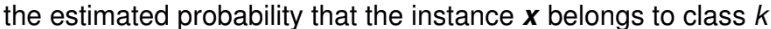 the estimated probability that the instance x belongs to class k